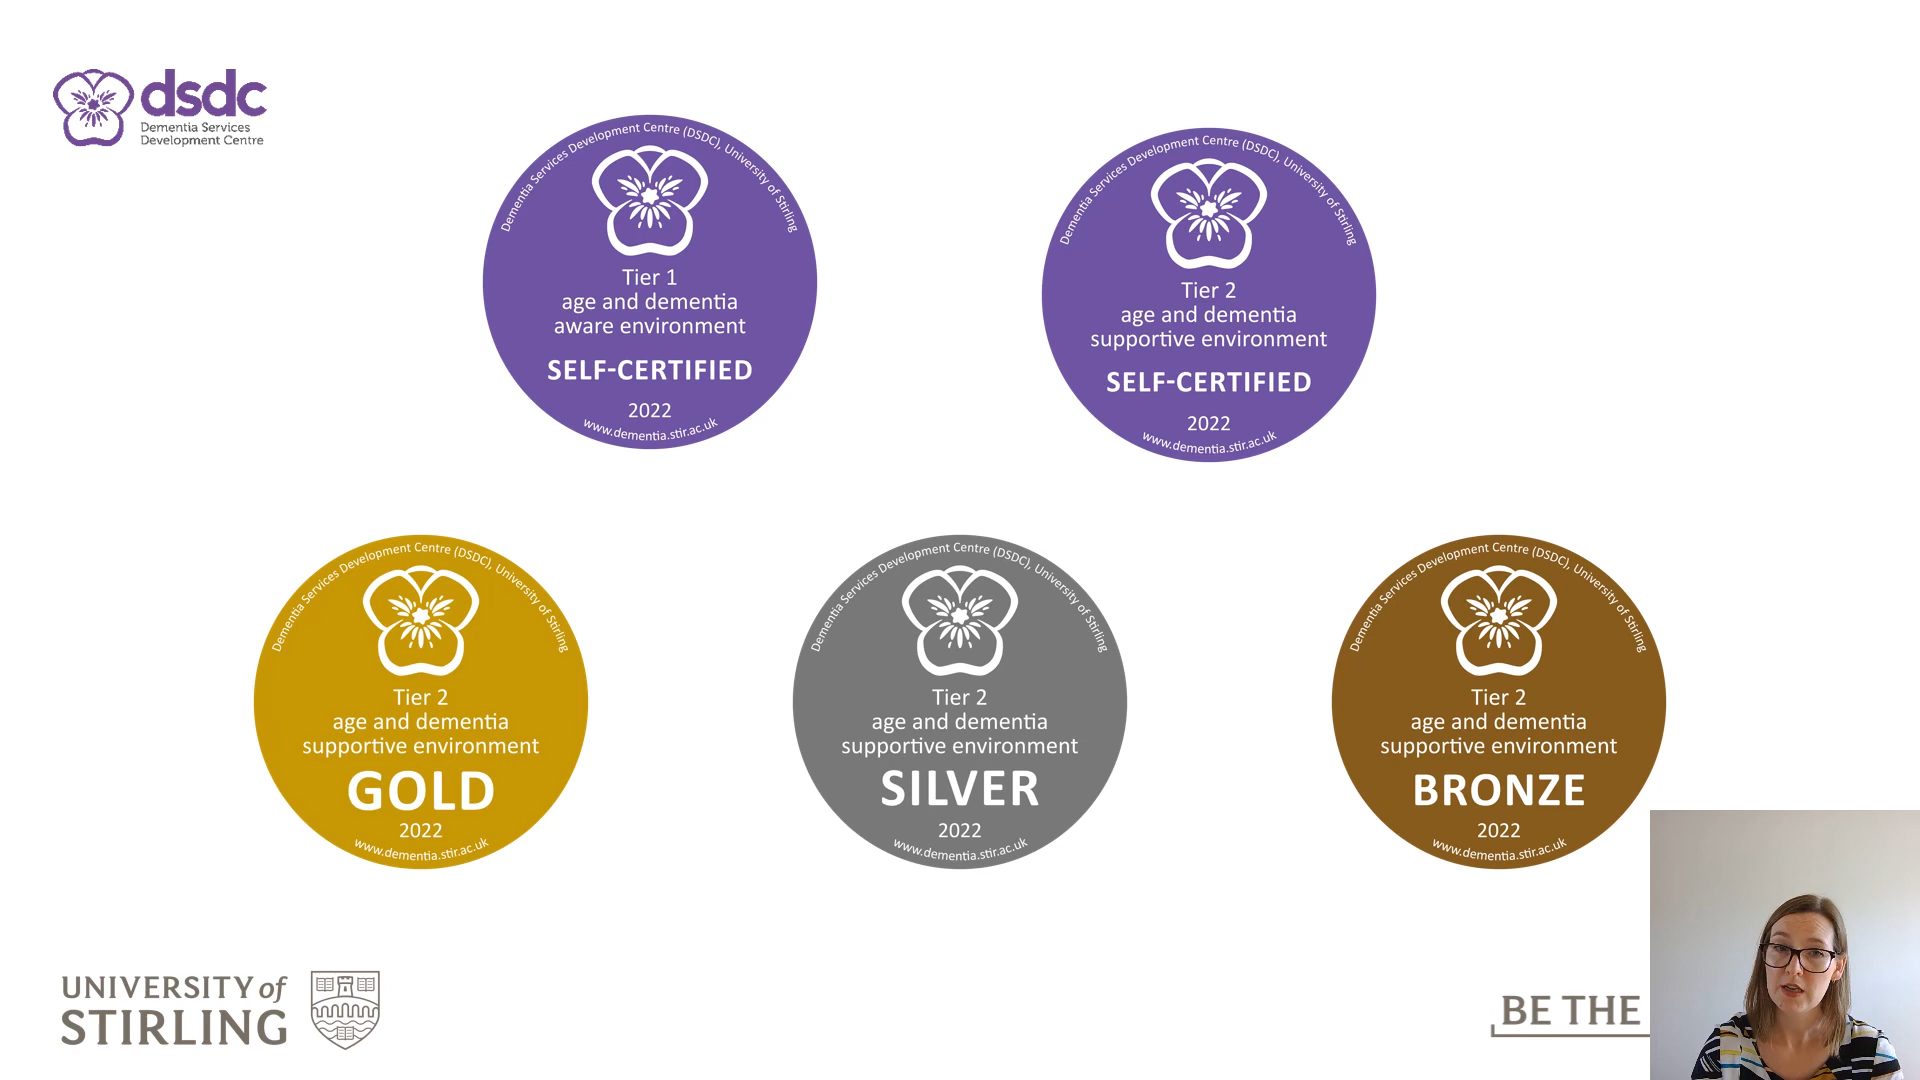 dsdc
Dementia Services
Development Centre
Dementia Services Development Centre (DSDC), University of Stirling
Tier 1
age and dementia
aware environment
SELF-CERTIFIED
2022
www.dementia.stir.ac.uk
Dementia Services Development Centre (DSDC), University of Stirling
Tier 2
age and dementia
supportive environment
SELF-CERTIFIED
2022
www.dementia.stir.ac.uk
Dementia Services Development Centre (DSDC), University of Stirling
Tier 2
age and dementia
supportive environment
GOLD
2022
www.dementia.stir.ac.uk
Dementia Services Development Centre (DSDC), University of Stirling
Tier 2
age and dementia
supportive environment
SILVER
2022
www.dementia.stir.ac.uk
Dementia Services Development Centre (DSDC), University of Stirling
Tier 2
age and dementia
supportive environment
BRONZE
2022
www.dementia.stir.ac.uk
UNIVERSITY of
STIRLING
BE THE